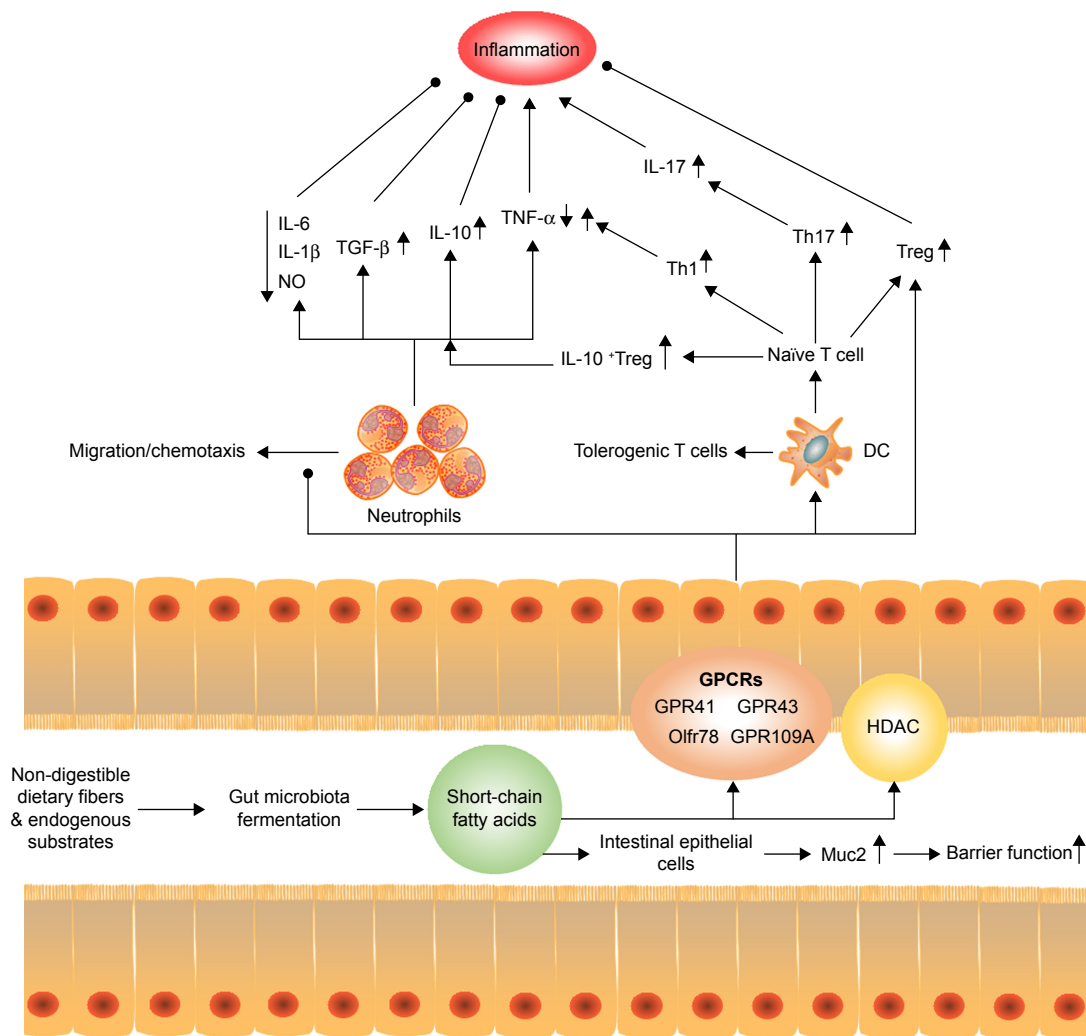 Inflammation
IL-17
IL-6
IL-1β
NO
TGF-β
IL-10
TNF-α
Th1
Th17
Treg
IL-10 ⁺Treg
Naïve T cell
Migration/chemotaxis
Neutrophils
Tolerogenic T cells
DC
GPCRs
GPR41 GPR43
Olfr78 GPR109A
HDAC
Non-digestible
dietary fibers
& endogenous
substrates
Gut microbiota
fermentation
Short-chain
fatty acids
Intestinal epithelial
cells
Muc2
Barrier function